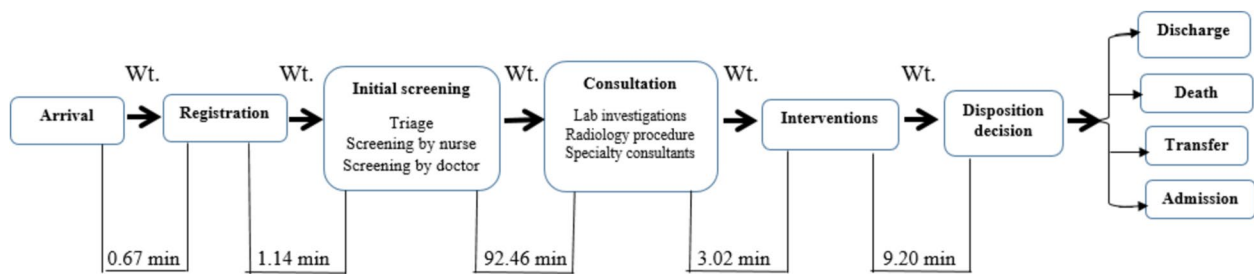 Wt.
Wt.
Wt.
Wt.
Wt.
Arrival
Registration
Initial screening
Triage
Screening by nurse
Screening by doctor
Consultation
Lab investigations
Radiology procedure
Specialty consultants
Interventions
Disposition
decision
Discharge
Death
Transfer
Admission
0.67 min
1.14 min
92.46 min
3.02 min
9.20 min